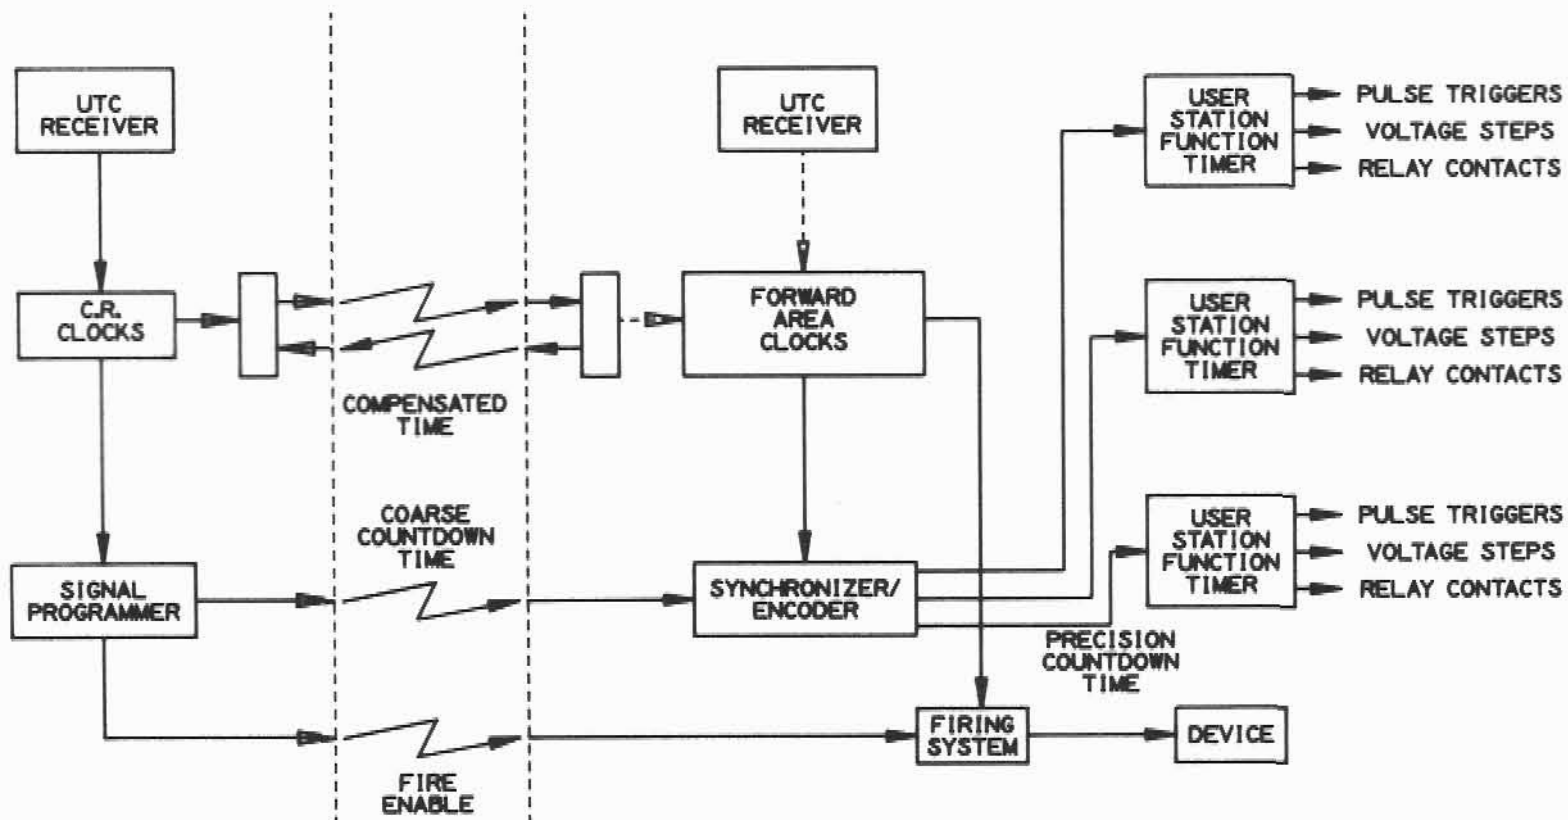 UTC
RECEIVER
C.R.
CLOCKS
SIGNAL
PROGRAMMER
COMPENSATED
TIME
COARSE
COUNTDOWN
TIME
FIRE
ENABLE
UTC
RECEIVER
FORWARD
AREA
CLOCKS
SYNCHRONIZER/
ENCODER
FIRING
SYSTEM
DEVICE
PRECISION
COUNTDOWN
TIME
USER
STATION
FUNCTION
TIMER
PULSE TRIGGERS
VOLTAGE STEPS
RELAY CONTACTS
USER
STATION
FUNCTION
TIMER
PULSE TRIGGERS
VOLTAGE STEPS
RELAY CONTACTS
USER
STATION
FUNCTION
TIMER
PULSE TRIGGERS
VOLTAGE STEPS
RELAY CONTACTS